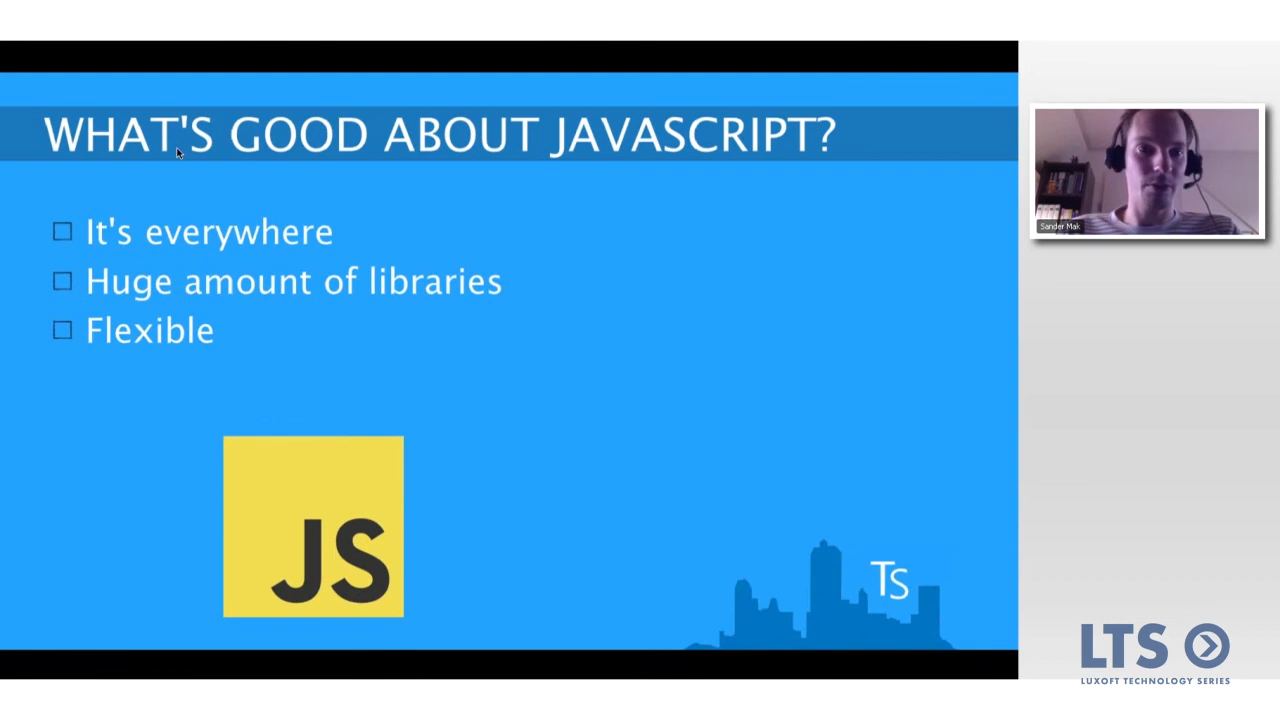 WHAT'S GOOD ABOUT JAVASCRIPT?
It's everywhere
Huge amount of libraries
Flexible
JS
Ts
Sander Mak
LTS
LUXOFT TECHNOLOGY SERIES